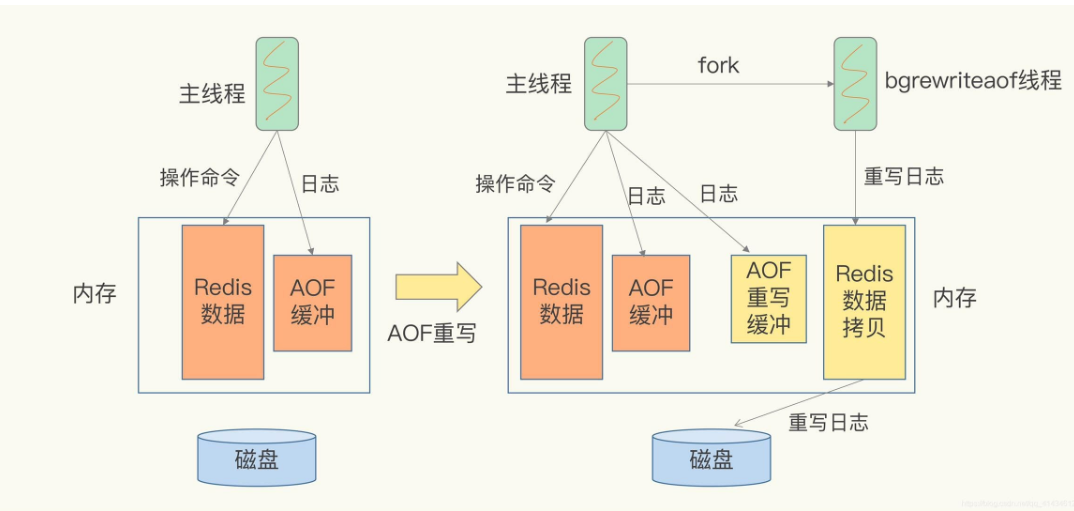 主线程
操作命令
日志
内存
Redis
数据
AOF
缓冲
磁盘
AOF重写
主线程
fork
bgrewriteaof线程
操作命令
日志
日志
重写日志
Redis
数据
AOF
缓冲
AOF
重写
缓冲
Redis
数据
拷贝
内存
重写日志
磁盘